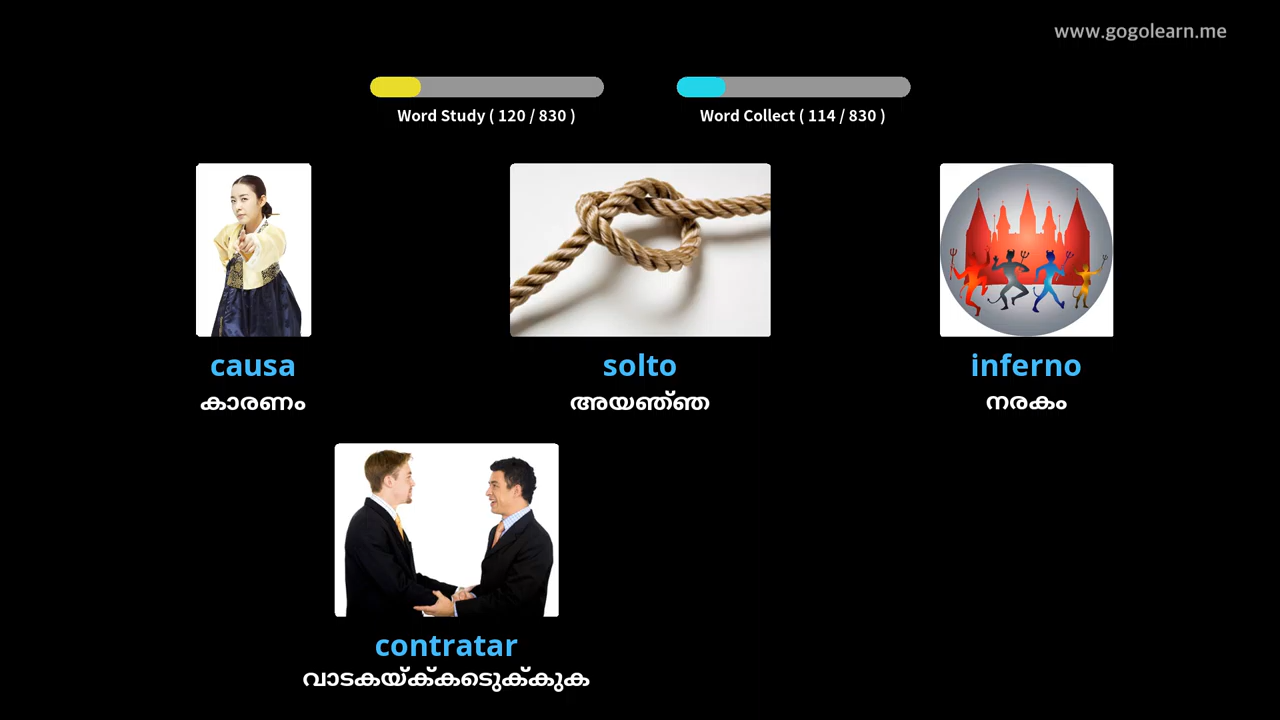 www.gogolearn.me
Word Study ( 120 / 830 )
Word Collect ( 114 / 830 )
causa
കാരണം
solto
അയഞ്ഞ
inferno
നരകം
contratar
വാടകയ്ക്കടെുക്കുക